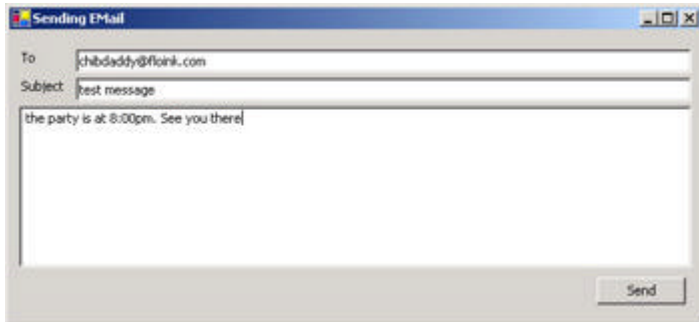 Sending EMail
To chibdaddy@floink.com
Subject test message
the party is at 8:00pm. See you there
Send